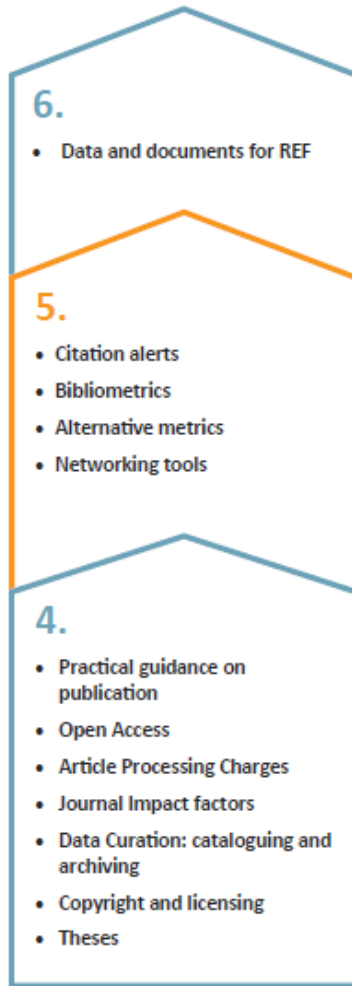 6.
• Data and documents for REF
5.
• Citation alerts
• Bibliometrics
• Alternative metrics
• Networking tools
4.
• Practical guidance on
publication
• Open Access
• Article Processing Charges
• Journal Impact factors
• Data Curation: cataloguing and
archiving
• Copyright and licensing
• Theses